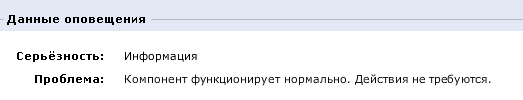 Данные оповещения
Серьёзность: Информация
Проблема: Компонент функционирует нормально. Действия не требуются.